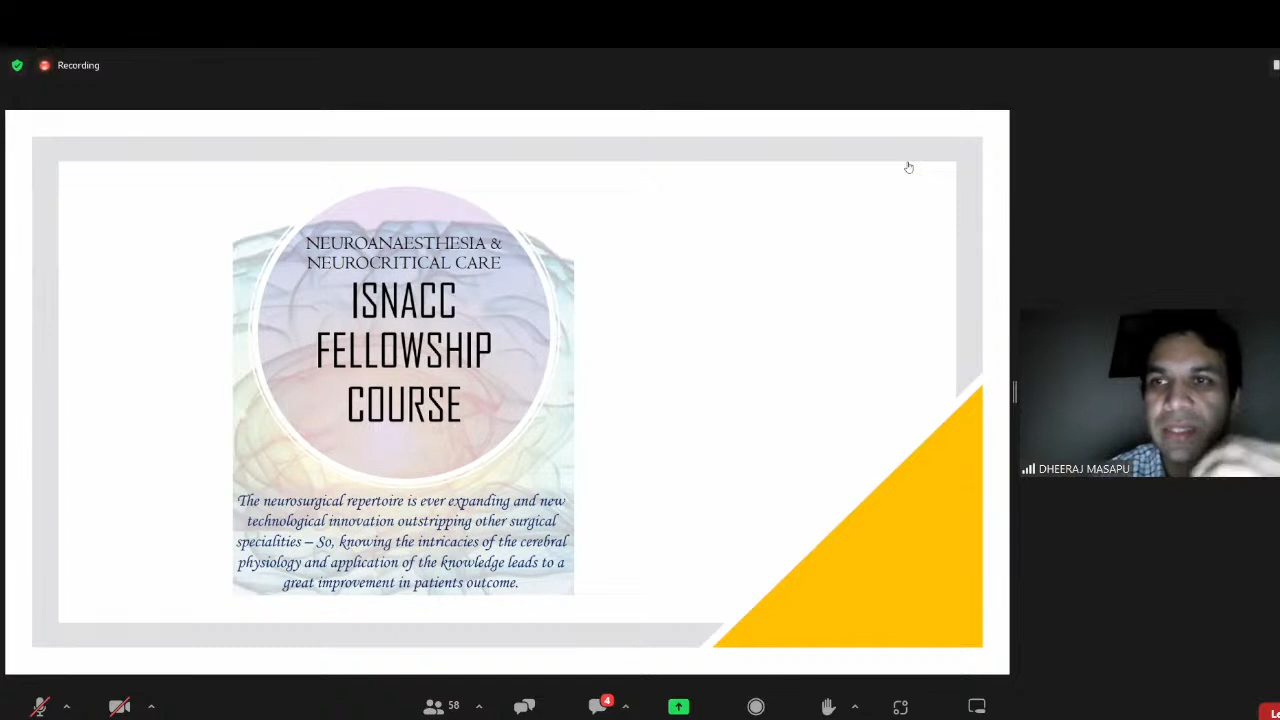 Recording
NEUROANAESTHESIA &
NEUROCRITICAL CARE
ISNACC
FELLOWSHIP
COURSE
The neurosurgical repertoire is ever expanding and new
technological innovation outstripping other surgical
specialities – So, knowing the intricacies of the cerebral
physiology and application of the knowledge leads to a
great improvement in patients outcome.
DHEERAJ MASAPU
58
4